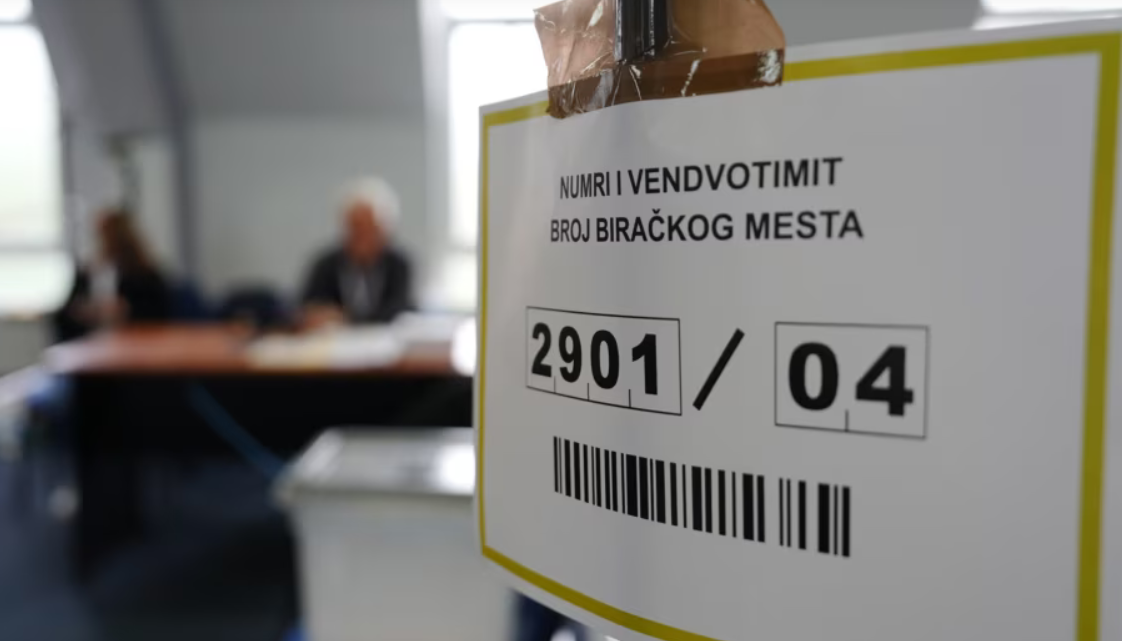 NUMRI I VENDVOTIMIT
BROJ BIRAČKOG MESTA
2901 / 04